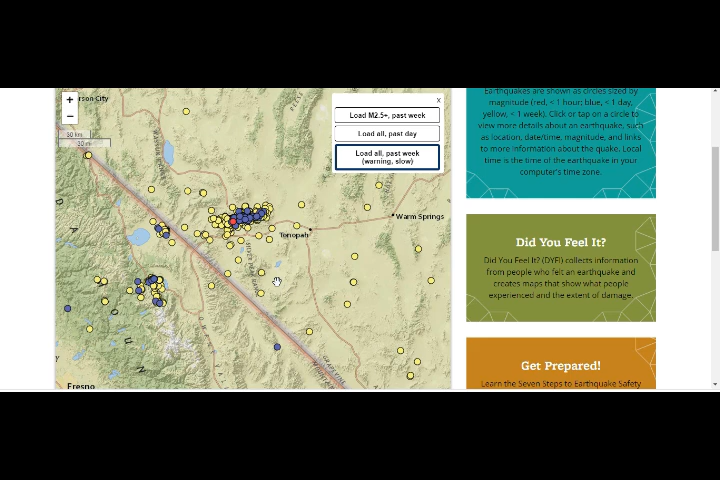 +
rson City
−
30 km
20 mi
x
Load M2.5+, past week
Load all, past day
Load all, past week
(warning, slow)
Warm Springs
Tonopah
Fresno
Earthquakes are shown as circles sized by
magnitude (red, < 1 hour; blue, < 1 day,
yellow, < 1 week). Click or tap on a circle to
view more details about an earthquake, such
as location, date/time, magnitude, and links
to more information about the quake. Local
time is the time of the earthquake in your
computer's time zone.
Did You Feel It?
Did You Feel It? (DYFI) collects information
from people who felt an earthquake and
creates maps that show what people
experienced and the extent of damage.
Get Prepared!
Learn the Seven Steps to Earthquake Safety